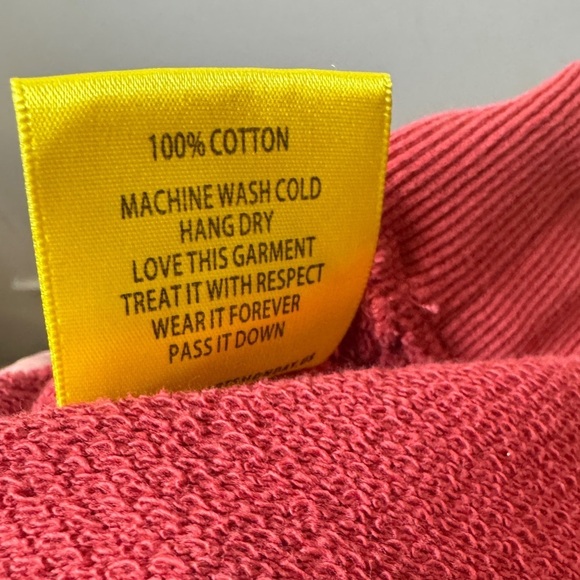 100% COTTON
MACHINE WASH COLD
HANG DRY
LOVE THIS GARMENT
TREAT IT WITH RESPECT
WEAR IT FOREVER
PASS IT DOWN